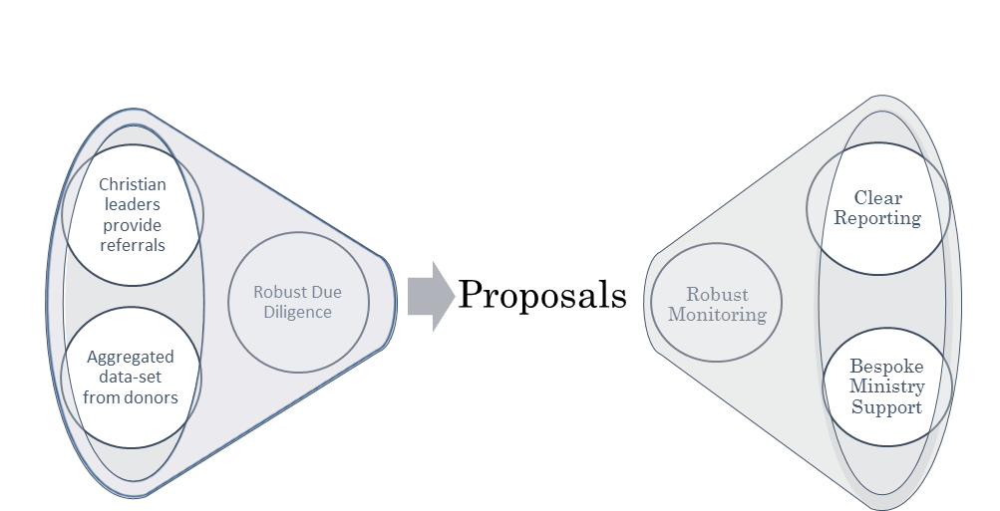 Christian
leaders
provide
referrals
Aggregated
data-set
from donors
Robust Due
Diligence
Proposals
Robust
Monitoring
Clear
Reporting
Bespoke
Ministry
Support